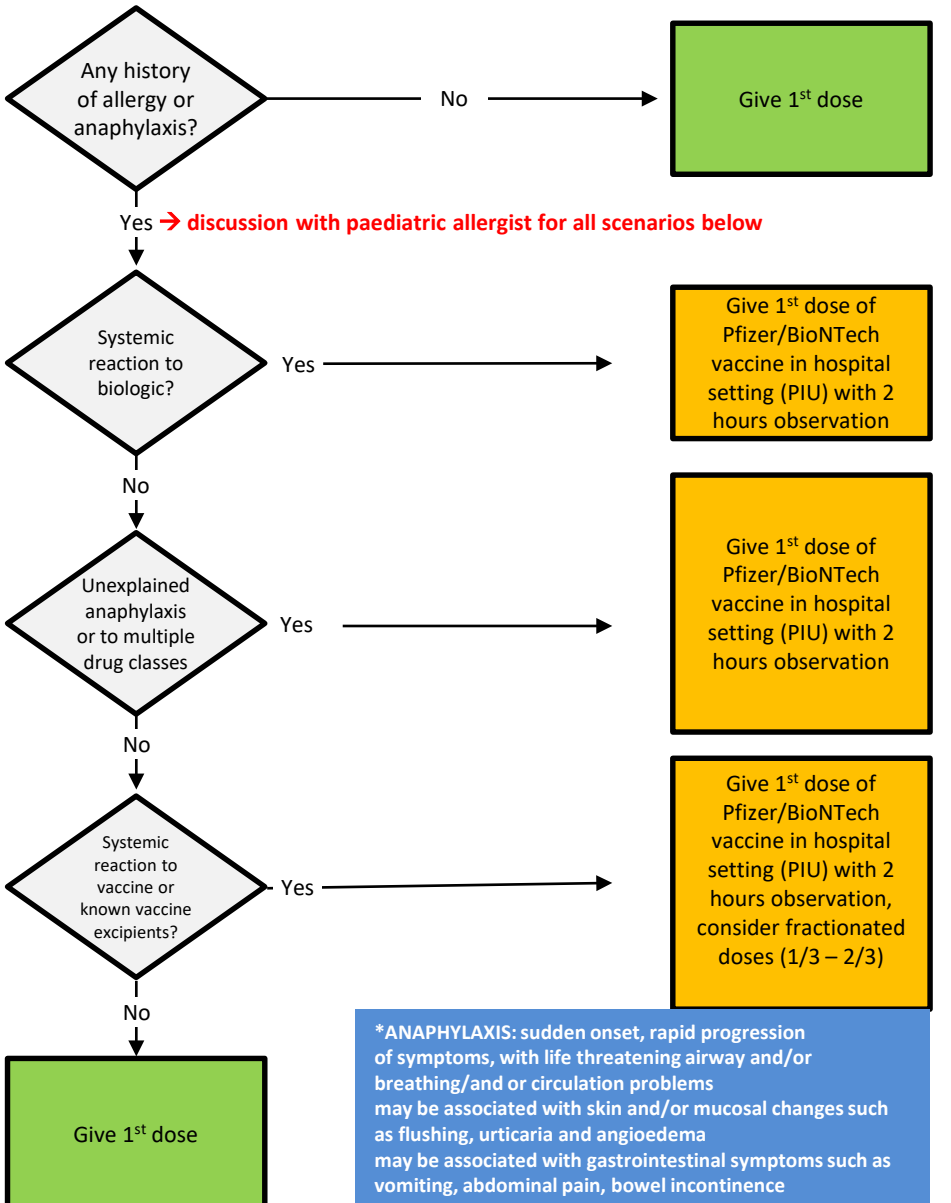 Any history
of allergy or
anaphylaxis?
No
Give 1st dose
Yes → discussion with paediatric allergist for all scenarios below
Systemic
reaction to
biologic?
Yes
Give 1st dose of
Pfizer/BioNTech
vaccine in hospital
setting (PIU) with 2
hours observation
No
Unexplained
anaphylaxis
or to multiple
drug classes
Yes
Give 1st dose of
Pfizer/BioNTech
vaccine in hospital
setting (PIU) with 2
hours observation
No
Systemic
reaction to
vaccine or
known vaccine
excipients?
Yes
Give 1st dose of
Pfizer/BioNTech
vaccine in hospital
setting (PIU) with 2
hours observation,
consider fractionated
doses (1/3 – 2/3)
No
Give 1st dose
*ANAPHYLAXIS: sudden onset, rapid progression
of symptoms, with life threatening airway and/or
breathing/and or circulation problems
may be associated with skin and/or mucosal changes such
as flushing, urticaria and angioedema
may be associated with gastrointestinal symptoms such as
vomiting, abdominal pain, bowel incontinence